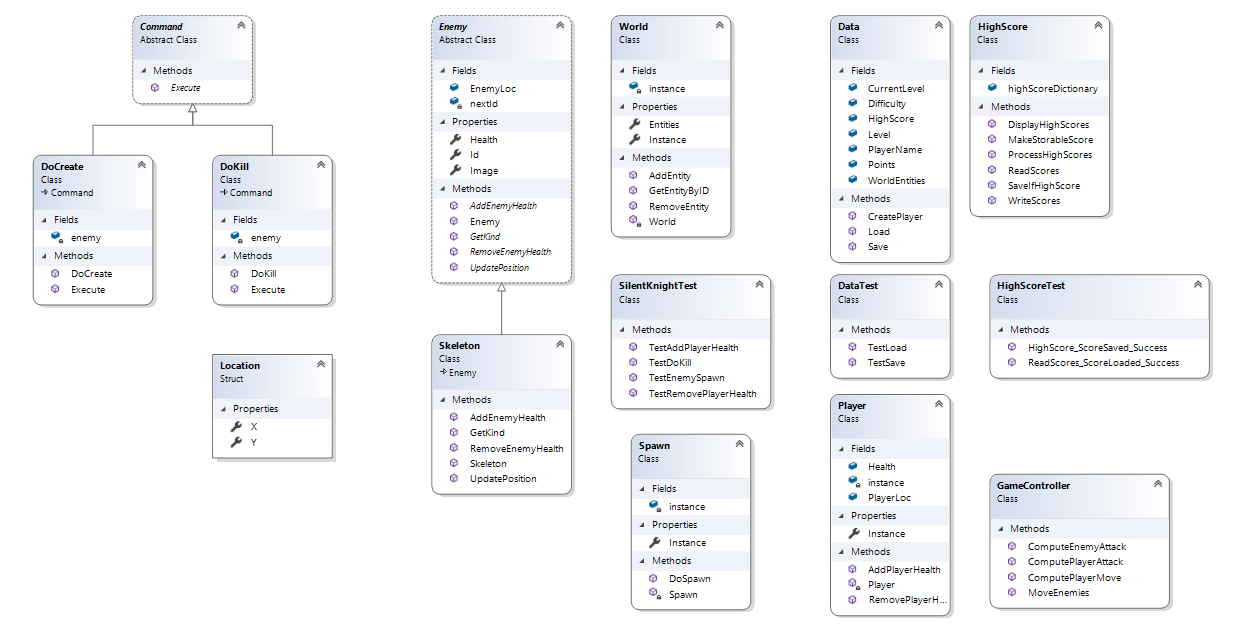 Command
Abstract Class
Methods
Execute
DoCreate
Class
Command
Fields
enemy
Methods
DoCreate
Execute
DoKill
Class
Command
Fields
enemy
Methods
DoKill
Execute
Location
Struct
Properties
X
Y
Enemy
Abstract Class
Fields
EnemyLoc
nextId
Properties
Health
Id
Image
Methods
AddEnemyHealth
Enemy
GetKind
RemoveEnemyHealth
UpdatePosition
Skeleton
Class
Enemy
Methods
AddEnemyHealth
GetKind
RemoveEnemyHealth
Skeleton
UpdatePosition
World
Class
Fields
instance
Properties
Entities
Instance
Methods
AddEntity
GetEntityByID
RemoveEntity
World
SilentKnightTest
Class
Methods
TestAddPlayerHealth
TestDoKill
TestEnemySpawn
TestRemovePlayerHealth
Spawn
Class
Fields
instance
Properties
Instance
Methods
DoSpawn
Spawn
Data
Class
Fields
CurrentLevel
Difficulty
HighScore
Level
PlayerName
Points
WorldEntities
Methods
CreatePlayer
Load
Save
DataTest
Class
Methods
TestLoad
TestSave
Player
Class
Fields
Health
instance
PlayerLoc
Properties
Instance
Methods
AddPlayerHealth
Player
RemovePlayerH...
HighScore
Class
Fields
highScoreDictionary
Methods
DisplayHighScores
MakeStorableScore
ProcessHighScores
ReadScores
SaveIfHighScore
WriteScores
HighScoreTest
Class
Methods
HighScore_ScoreSaved_Success
ReadScores_ScoreLoaded_Success
GameController
Class
Methods
ComputeEnemyAttack
ComputePlayerAttack
ComputePlayerMove
MoveEnemies